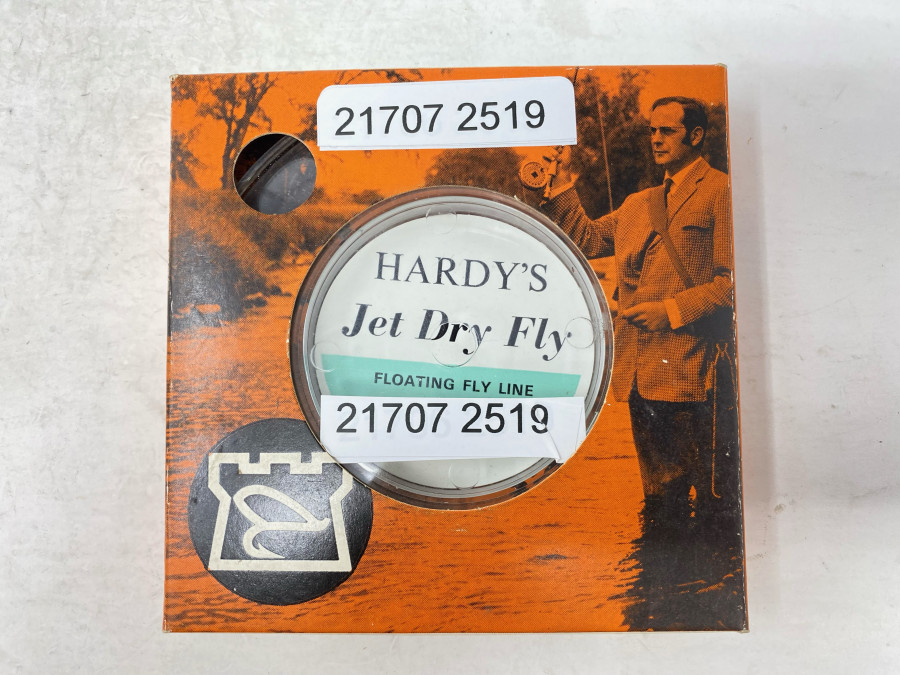 21707 2519
HARDY'S
Jet Dry Fly
FLOATING FLY LINE
21707 2519